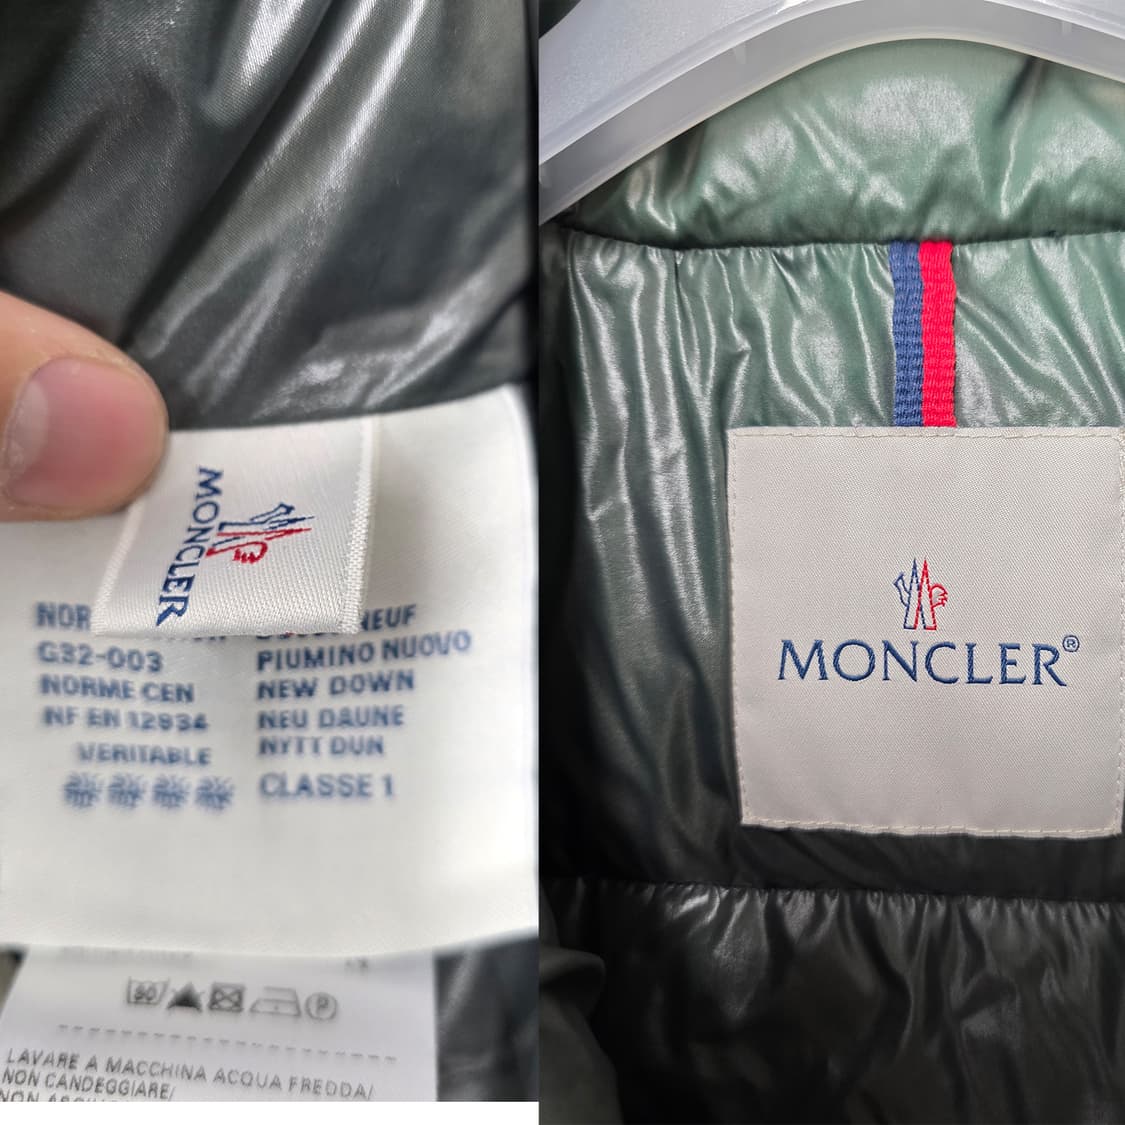 MONCLER
NOR
NEUF
G32-003
PIUMINO NUOVO
NORME CEN
NEW DOWN
NF EN 12934
NEU DAUNE
VERITABLE
NYTT DUN
CLASSE 1
LAVARE A MACCHINA ACQUA FREDDA/
NON CANDEGGIARE/
MONCLER®